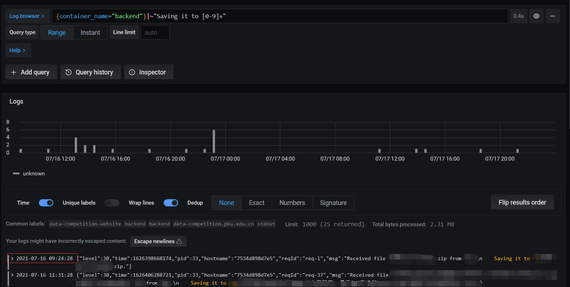 Log browser > {container_name="backend"}|~"Saving it to [0-9]+" 0.4s
Query type Range Instant Line limit auto
Help >
+ Add query Query history Inspector
Logs
8
6
4
2
0
07/16 12:00 07/16 16:00 07/16 20:00 07/17 00:00 07/17 04:00 07/17 08:00 07/17 12:00 07/17 16:00 07/17 20:00
unknown
Time Unique labels Wrap lines Dedup None Exact Numbers Signature Flip results order
Common labels: data-competition-website backend backend data-competition.pku.edu.cn stdout Limit: 1000 (25 returned) Total bytes processed: 2.31 MB
Your logs might have incorrectly escaped content: Escape newlines
> 2021-07-16 09:24:28 {"level":30,"time":1626398668174,"pid":33,"hostname":"7534d898d7e5","reqId":"req-1","msg":"Received file zip from \n Saving it to
zip."}
> 2021-07-16 11:31:28 {"level":30,"time":1626406288721,"pid":33,"hostname":"7534d898d7e5","reqId":"req-37","msg":"Received file
from \n Saving it to